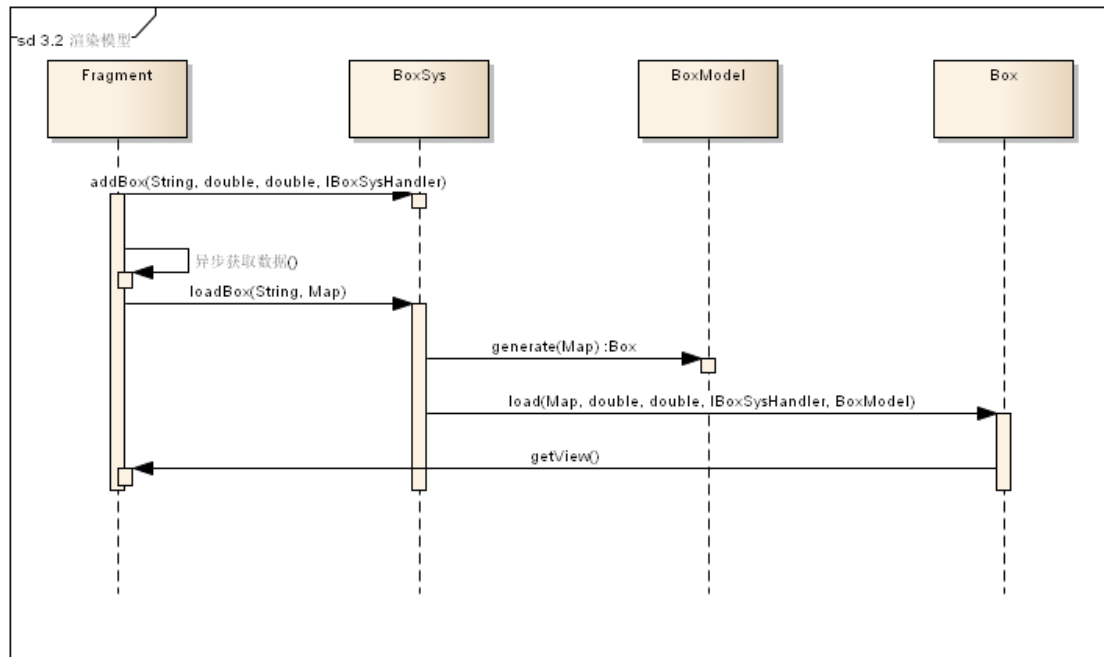 sd 3.2 渲染模型
Fragment
BoxSys
BoxModel
Box
addBox(String, double, double, IBoxSysHandler)
异步获取数据()
loadBox(String, Map)
generate(Map) :Box
load(Map, double, double, IBoxSysHandler, BoxModel)
getView()